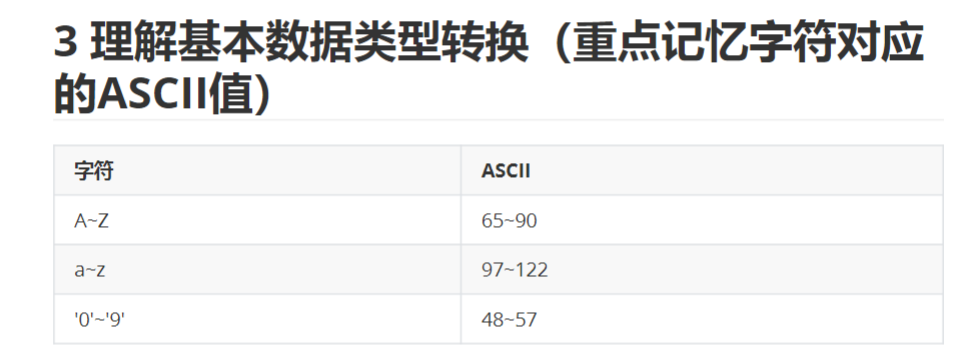 3 理解基本数据类型转换（重点记忆字符对应
的ASCII值）
字符 ASCII
A~Z 65~90
a~z 97~122
'0'~'9' 48~57